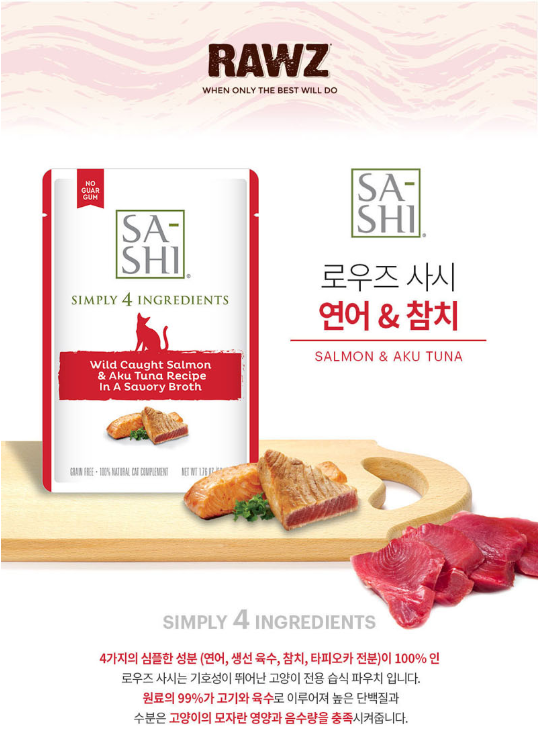 RAWZ
WHEN ONLY THE BEST WILL DO
NO
GUAR
GUM
SA-
SHI
SIMPLY 4 INGREDIENTS
Wild Caught Salmon
& Aku Tuna Recipe
In A Savory Broth
GRAIN FREE • 100% NATURAL CAT COMPLEMENT NET WT 1.76 OZ
SA-
SHI
로우즈 사시
연어 & 참치
SALMON & AKU TUNA
SIMPLY 4 INGREDIENTS
4가지의 심플한 성분 (연어, 생선 육수, 참치, 타피오카 전분)이 100% 인
로우즈 사시는 기호성이 뛰어난 고양이 전용 습식 파우치 입니다.
원료의 99%가 고기와 육수로 이루어져 높은 단백질과
수분은 고양이의 모자란 영양과 음수량을 충족시켜줍니다.